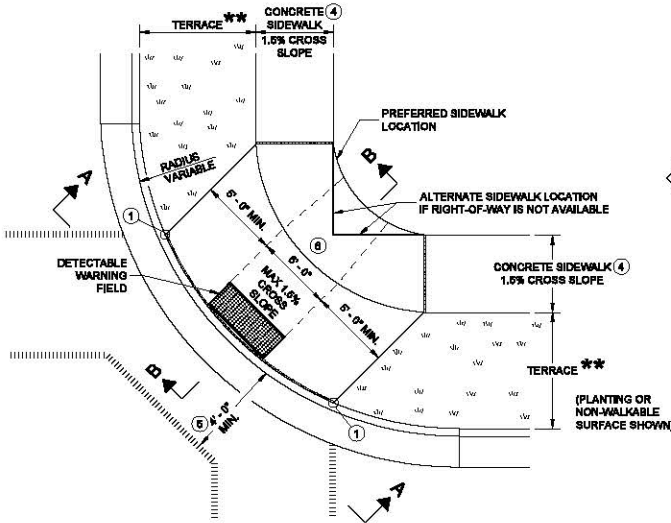 TERRACE **
CONCRETE 4
SIDEWALK
1.5% CROSS
SLOPE
PREFERRED SIDEWALK
LOCATION
RADIUS
VARIABLE
B
A
ALTERNATE SIDEWALK LOCATION
IF RIGHT-OF-WAY IS NOT AVAILABLE
1
5' - 0" MIN.
6
DETECTABLE
WARNING
FIELD
5' - 0"
MAX 1.5%
CROSS
SLOPE
CONCRETE SIDEWALK 4
1.5% CROSS SLOPE
5' - 0" MIN.
B
TERRACE **
(PLANTING OR
NON-WALKABLE
SURFACE SHOWN)
5 4' - 0"
MIN.
1
A